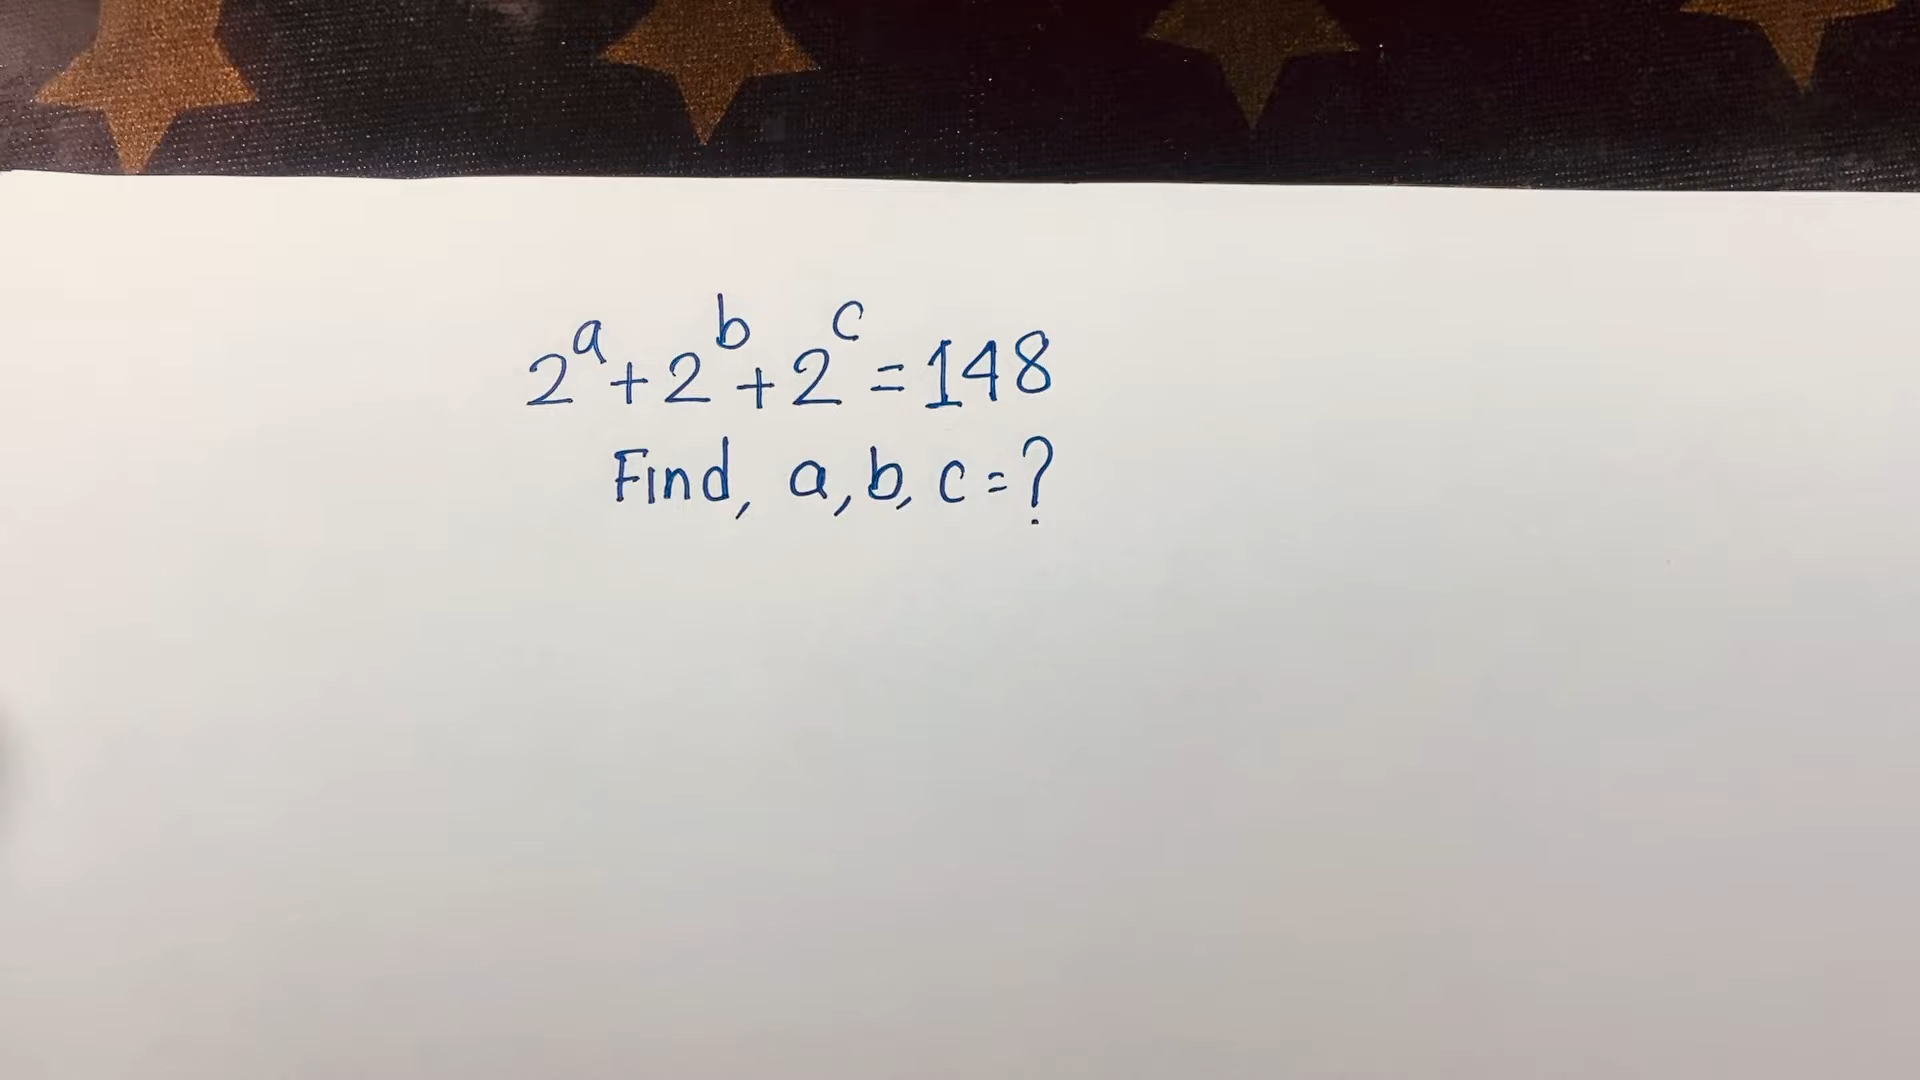 2^a + 2^b + 2^c = 148
Find, a, b, c = ?